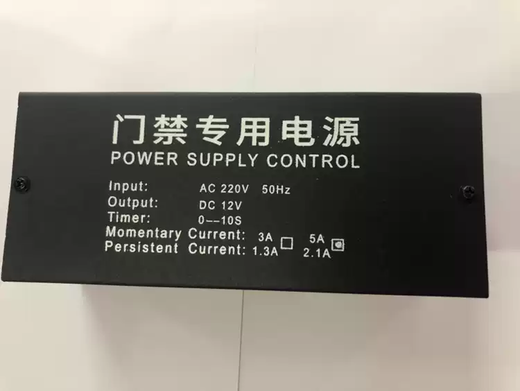 门禁专用电源
POWER SUPPLY CONTROL
Input: AC 220V 50Hz
Output: DC 12V
Timer: 0--10S
Momentary Current: 3A 5A
Persistent Current: 1.3A 2.1A